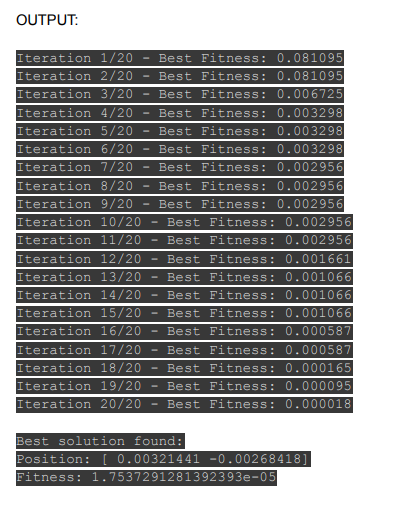 OUTPUT:
Iteration 1/20 - Best Fitness: 0.081095
Iteration 2/20 - Best Fitness: 0.081095
Iteration 3/20 - Best Fitness: 0.006725
Iteration 4/20 - Best Fitness: 0.003298
Iteration 5/20 - Best Fitness: 0.003298
Iteration 6/20 - Best Fitness: 0.003298
Iteration 7/20 - Best Fitness: 0.002956
Iteration 8/20 - Best Fitness: 0.002956
Iteration 9/20 - Best Fitness: 0.002956
Iteration 10/20 - Best Fitness: 0.002956
Iteration 11/20 - Best Fitness: 0.002956
Iteration 12/20 - Best Fitness: 0.001661
Iteration 13/20 - Best Fitness: 0.001066
Iteration 14/20 - Best Fitness: 0.001066
Iteration 15/20 - Best Fitness: 0.001066
Iteration 16/20 - Best Fitness: 0.000587
Iteration 17/20 - Best Fitness: 0.000587
Iteration 18/20 - Best Fitness: 0.000165
Iteration 19/20 - Best Fitness: 0.000095
Iteration 20/20 - Best Fitness: 0.000018
Best solution found:
Position: [ 0.00321441 -0.00268418]
Fitness: 1.7537291281392393e-05